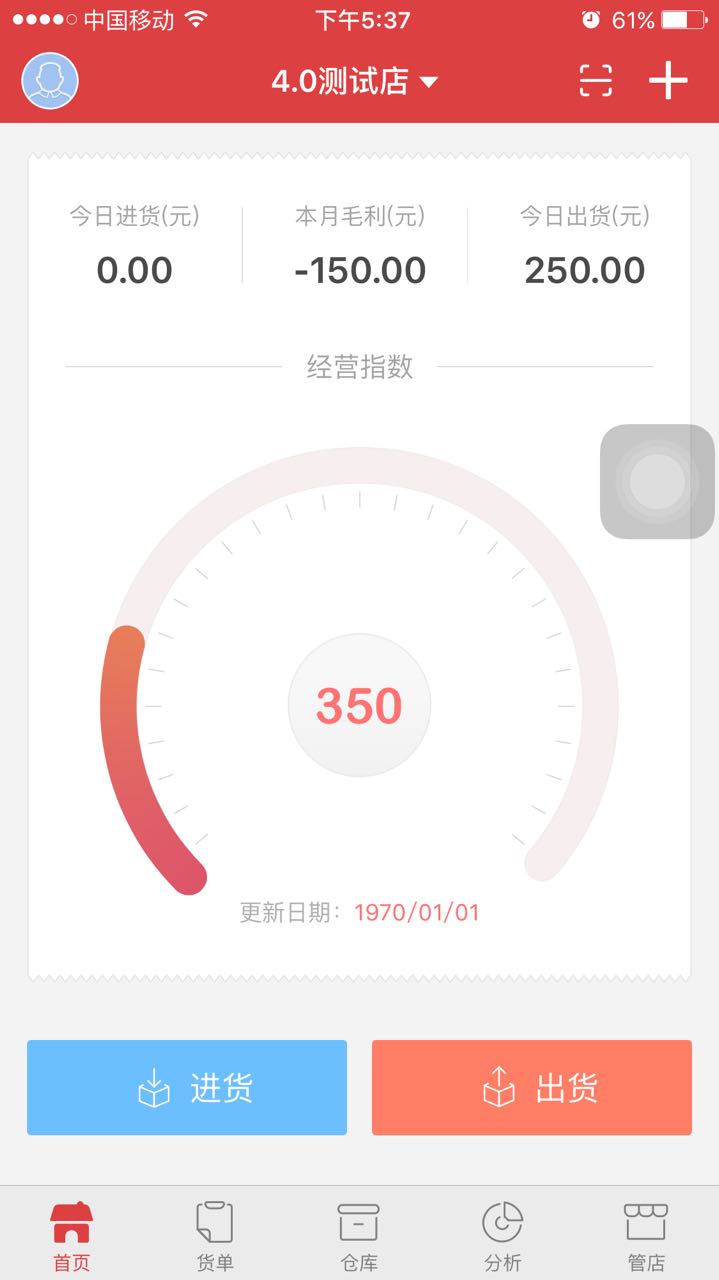 中国移动 下午5:37 61%
4.0测试店
今日进货(元) 本月毛利(元) 今日出货(元)
0.00 -150.00 250.00
经营指数
350
更新日期：1970/01/01
进货 出货
首页 货单 仓库 分析 管店